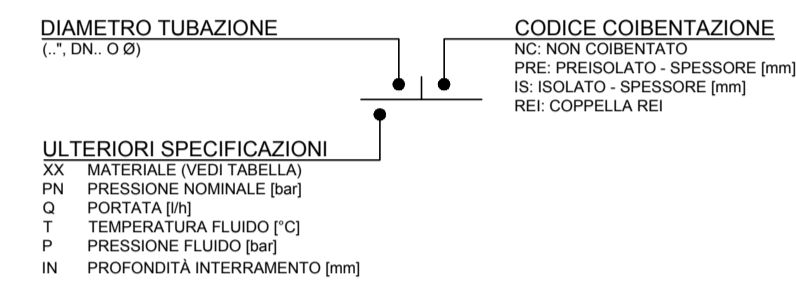 DIAMETRO TUBAZIONE
(..", DN.. O Ø)
CODICE COIBENTAZIONE
NC: NON COIBENTATO
PRE: PREISOLATO - SPESSORE [mm]
IS: ISOLATO - SPESSORE [mm]
REI: COPPELLA REI
ULTERIORI SPECIFICAZIONI
XX MATERIALE (VEDI TABELLA)
PN PRESSIONE NOMINALE [bar]
Q PORTATA [l/h]
T TEMPERATURA FLUIDO [°C]
P PRESSIONE FLUIDO [bar]
IN PROFONDITÀ INTERRAMENTO [mm]